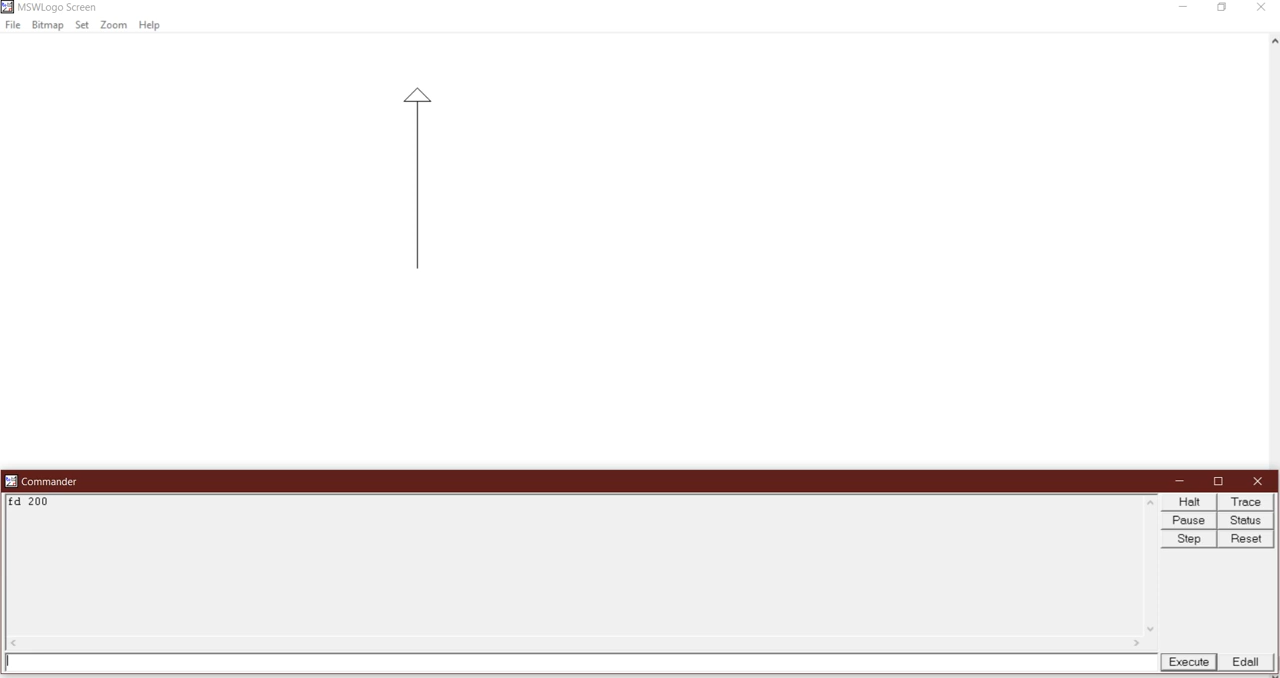 MSWLogo Screen
File Bitmap Set Zoom Help
Commander
fd 200
Halt Trace
Pause Status
Step Reset
Execute Edall